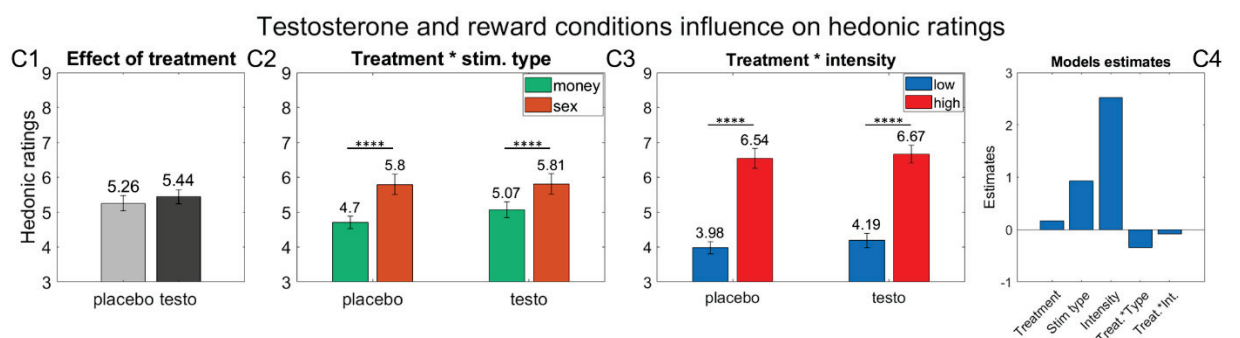 Testosterone and reward conditions influence on hedonic ratings
C1
Effect of treatment
Hedonic ratings
9
8
7
6
5
4
3
5.26
5.44
placebo testo
C2
Treatment * stim. type
money
sex
9
8
7
6
5
4
3
****
****
4.7
5.8
5.07
5.81
placebo
testo
C3
Treatment * intensity
low
high
9
8
7
6
5
4
3
****
****
3.98
6.54
4.19
6.67
placebo
testo
Models estimates
C4
Estimates
3
2
1
0
-1
Treatment
Stim type
Intensity
Treat.*Type
Treat.*Int.